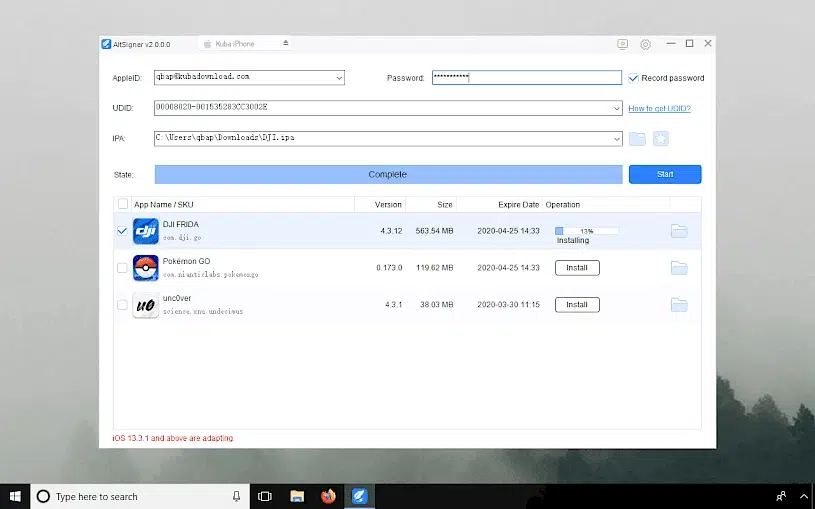 AltSigner v2.0.0.0
Kuba iPhone
AppleID: qbap@kubadownload.com
Password: ***********
Record password
UDID: 00008020-001535283CC3002E
How to get UDID?
IPA: C:\Users\qbap\Downloads\DJI.ipa
State: Complete
Start
App Name / SKU Version Size Expire Date Operation
dji
DJI FRIDA
com.dji.go
4.3.12 563.54 MB 2020-04-25 14:33 13%
Installing
Pokémon GO
com.nianticlabs.pokemongo
0.173.0 119.62 MB 2020-04-25 14:33 Install
u0
unc0ver
science.xnu.undecimus
4.3.1 38.03 MB 2020-03-30 11:15 Install
iOS 13.3.1 and above are adapting
Type here to search